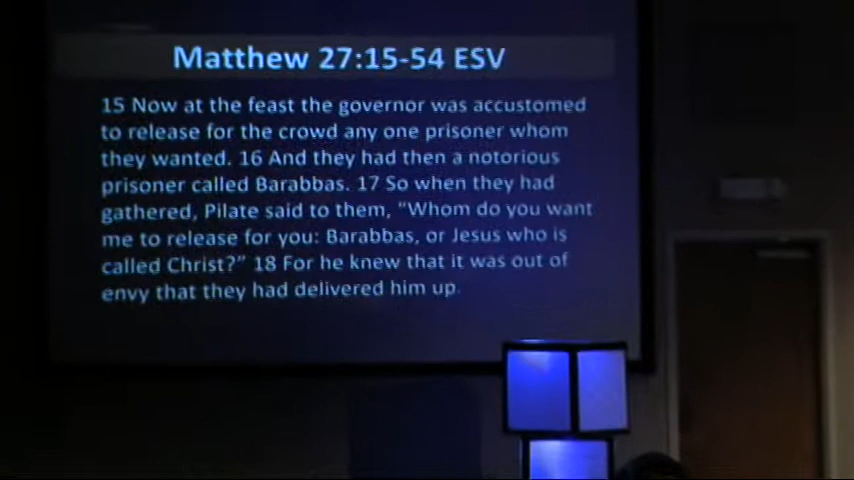 Matthew 27:15-54 ESV
15 Now at the feast the governor was accustomed
to release for the crowd any one prisoner whom
they wanted. 16 And they had then a notorious
prisoner called Barabbas. 17 So when they had
gathered, Pilate said to them, “Whom do you want
me to release for you: Barabbas, or Jesus who is
called Christ?” 18 For he knew that it was out of
envy that they had delivered him up.